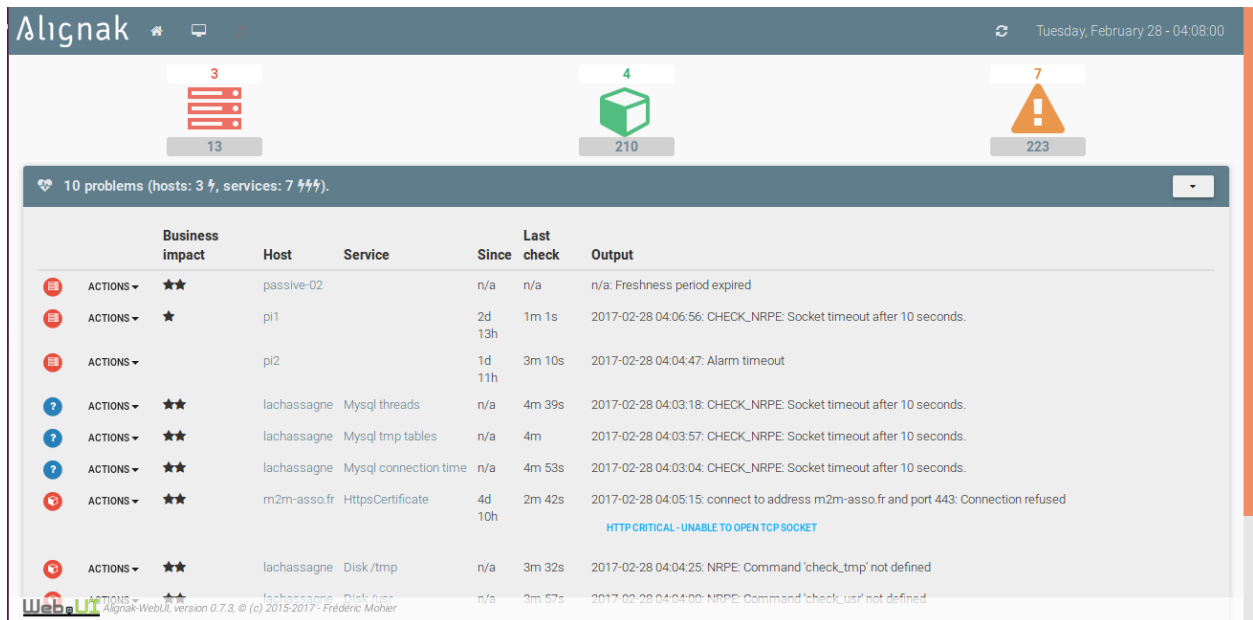 Alignak Tuesday, February 28 - 04:08:00
3 4 7
13 210 223
10 problems (hosts: 3, services: 7).
Business impact Host Service Since Last check Output
ACTIONS passive-02 n/a n/a n/a: Freshness period expired
ACTIONS pi1 2d 13h 1m 1s 2017-02-28 04:06:56: CHECK_NRPE: Socket timeout after 10 seconds.
ACTIONS pi2 1d 11h 3m 10s 2017-02-28 04:04:47: Alarm timeout
ACTIONS lachassagne Mysql threads n/a 4m 39s 2017-02-28 04:03:18: CHECK_NRPE: Socket timeout after 10 seconds.
ACTIONS lachassagne Mysql tmp tables n/a 4m 2017-02-28 04:03:57: CHECK_NRPE: Socket timeout after 10 seconds.
ACTIONS lachassagne Mysql connection time n/a 4m 53s 2017-02-28 04:03:04: CHECK_NRPE: Socket timeout after 10 seconds.
ACTIONS m2m-asso.fr HttpsCertificate 4d 10h 2m 42s 2017-02-28 04:05:15: connect to address m2m-asso.fr and port 443: Connection refused
HTTP CRITICAL - UNABLE TO OPEN TCP SOCKET
ACTIONS lachassagne Disk /tmp n/a 3m 32s 2017-02-28 04:04:25: NRPE: Command 'check_tmp' not defined
ACTIONS lachassagne Disk /usr n/a 3m 57s 2017-02-28 04:04:00: NRPE: Command 'check_usr' not defined
Web UI Alignak-WebUI, version 0.7.3, © (c) 2015-2017 - Frédéric Mohier